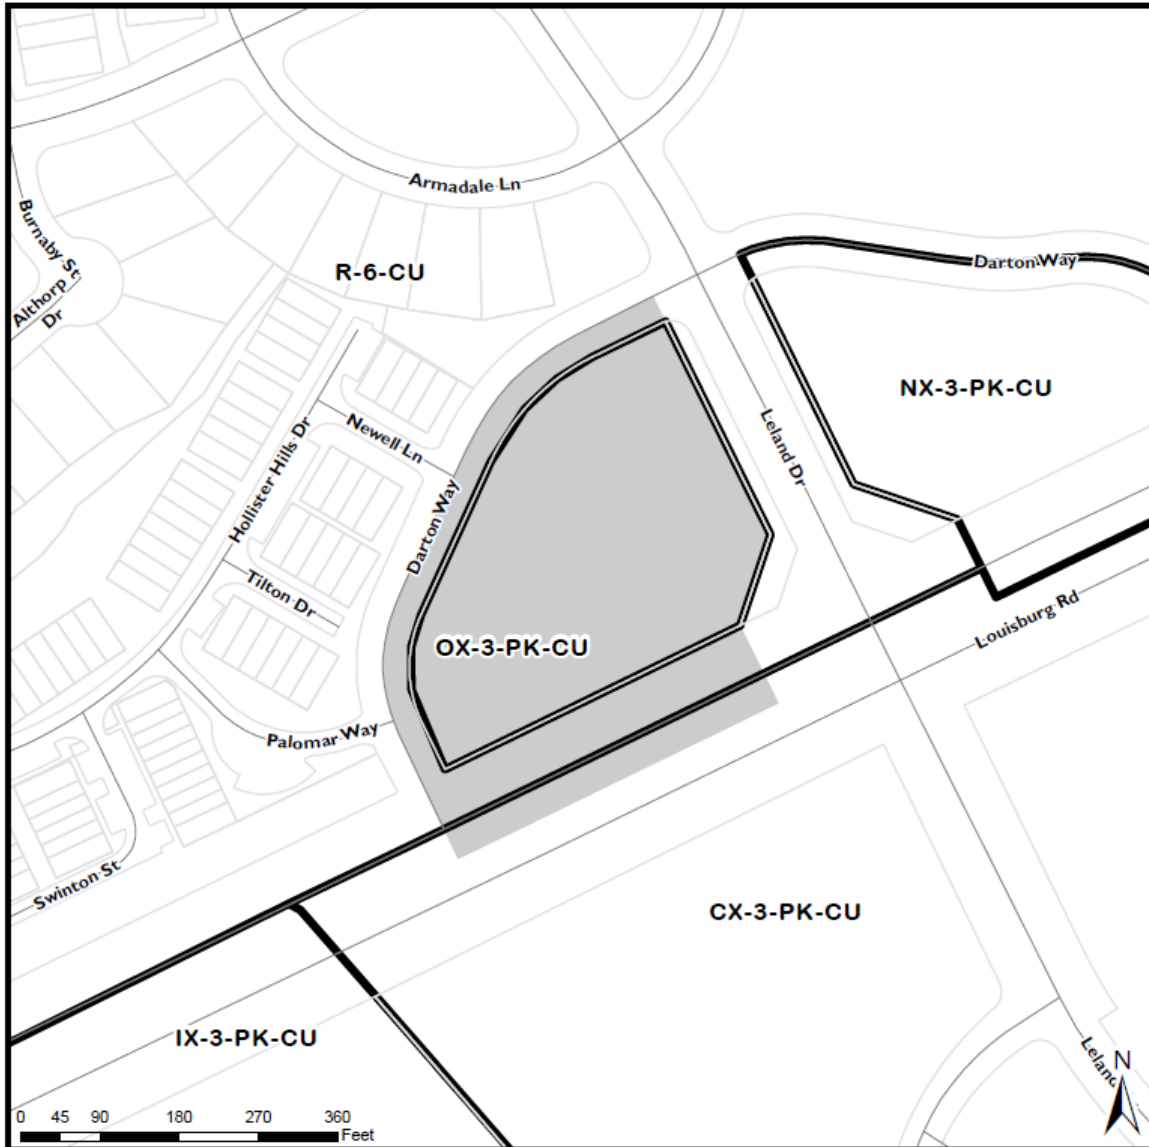 Armadale Ln
Burnaby St
Althorp
Dr
R-6-CU
Darton Way
NX-3-PK-CU
Leland Dr
Hollister Hills Dr
Newell Ln
Darton Way
Tilton Dr
OX-3-PK-CU
Louisburg Rd
Palomar Way
Swinton St
CX-3-PK-CU
IX-3-PK-CU
N
0 45 90 180 270 360
Feet